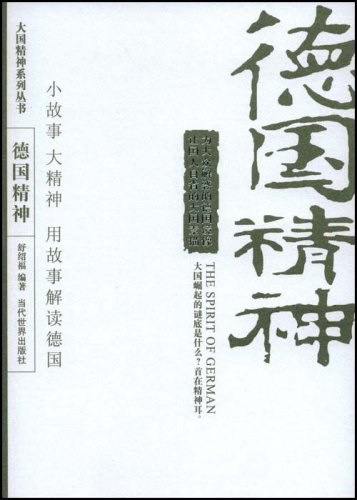 德国精神
THE SPIRIT OF GERMAN
大国崛起的谜底是什么？首在精神耳。
小故事 大精神 用故事解读德国
大国精神系列丛书
德国精神
舒绍福 编著
当代世界出版社